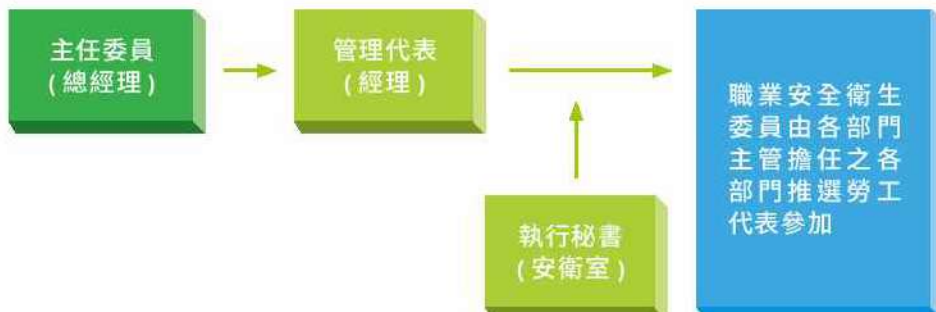 主任委員
(總經理)
管理代表
(經理)
執行秘書
(安衛室)
職業安全衛生
委員由各部門
主管擔任之各
部門推選勞工
代表參加